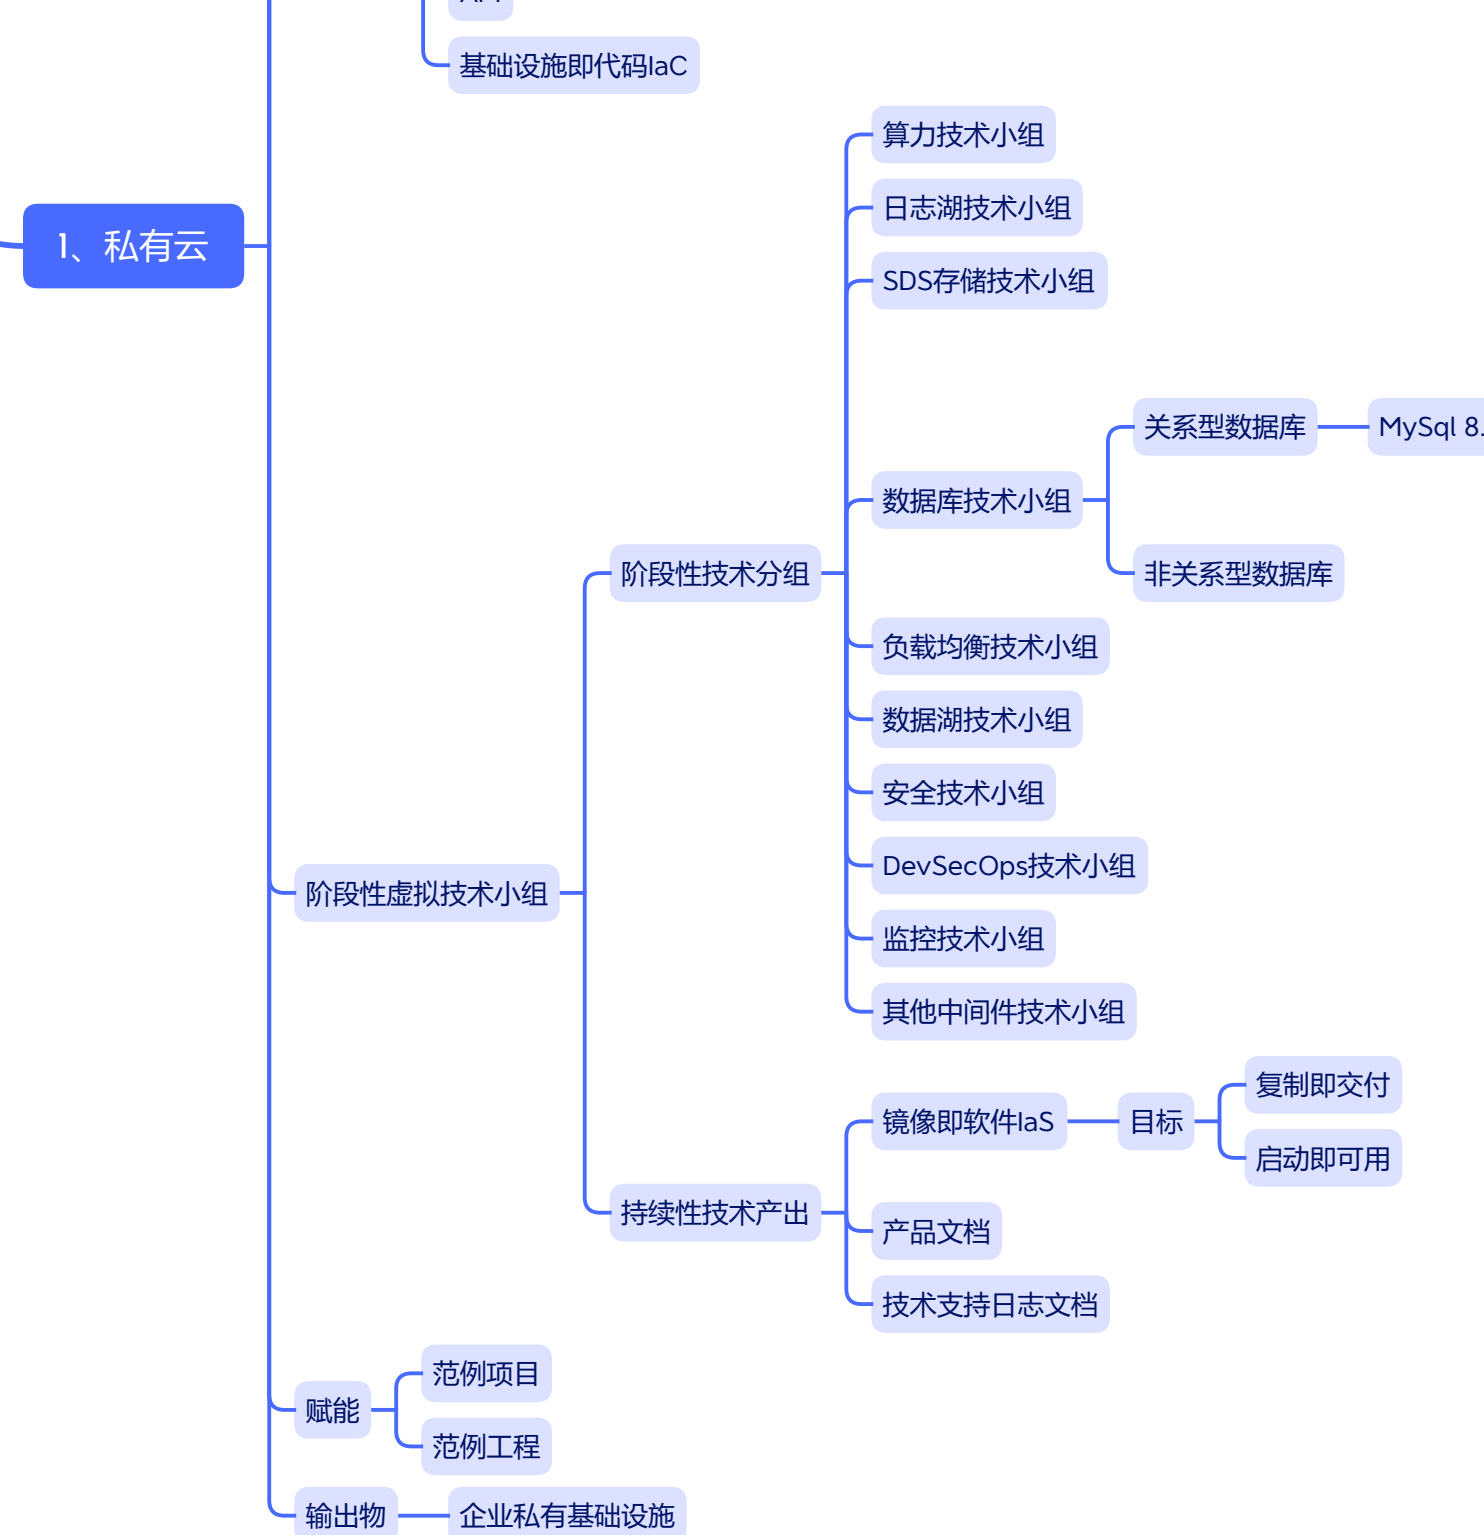 基础设施即代码IaC
算力技术小组
日志湖技术小组
1、私有云
SDS存储技术小组
关系型数据库
MySql 8.
数据库技术小组
阶段性技术分组
非关系型数据库
负载均衡技术小组
数据湖技术小组
安全技术小组
DevSecOps技术小组
阶段性虚拟技术小组
监控技术小组
其他中间件技术小组
复制即交付
镜像即软件IaS
目标
启动即可用
持续性技术产出
产品文档
技术支持日志文档
范例项目
赋能
范例工程
输出物
企业私有基础设施